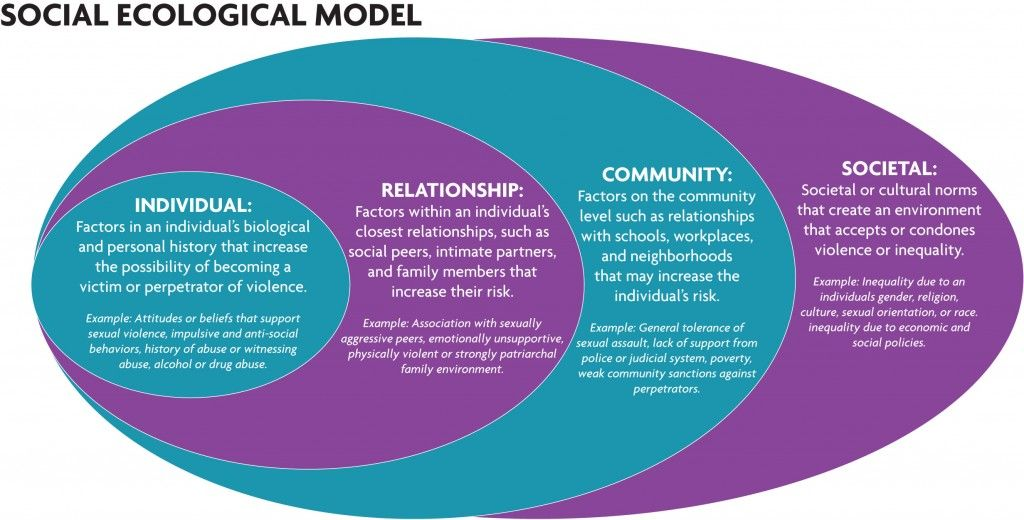 SOCIAL ECOLOGICAL MODEL
INDIVIDUAL:
Factors in an individual's biological
and personal history that increase
the possibility of becoming a
victim or perpetrator of violence.
Example: Attitudes or beliefs that support
sexual violence, impulsive and anti-social
behaviors, history of abuse or witnessing
abuse, alcohol or drug abuse.
RELATIONSHIP:
Factors within an individual's
closest relationships, such as
social peers, intimate partners,
and family members that
increase their risk.
Example: Association with sexually
aggressive peers, emotionally unsupportive,
physically violent or strongly patriarchal
family environment.
COMMUNITY:
Factors on the community
level such as relationships
with schools, workplaces,
and neighborhoods
that may increase the
individual's risk.
Example: General tolerance of
sexual assault, lack of support from
police or judicial system, poverty,
weak community sanctions against
perpetrators.
SOCIETAL:
Societal or cultural norms
that create an environment
that accepts or condones
violence or inequality.
Example: Inequality due to an
individuals gender, religion,
culture, sexual orientation, or race.
inequality due to economic and
social policies.